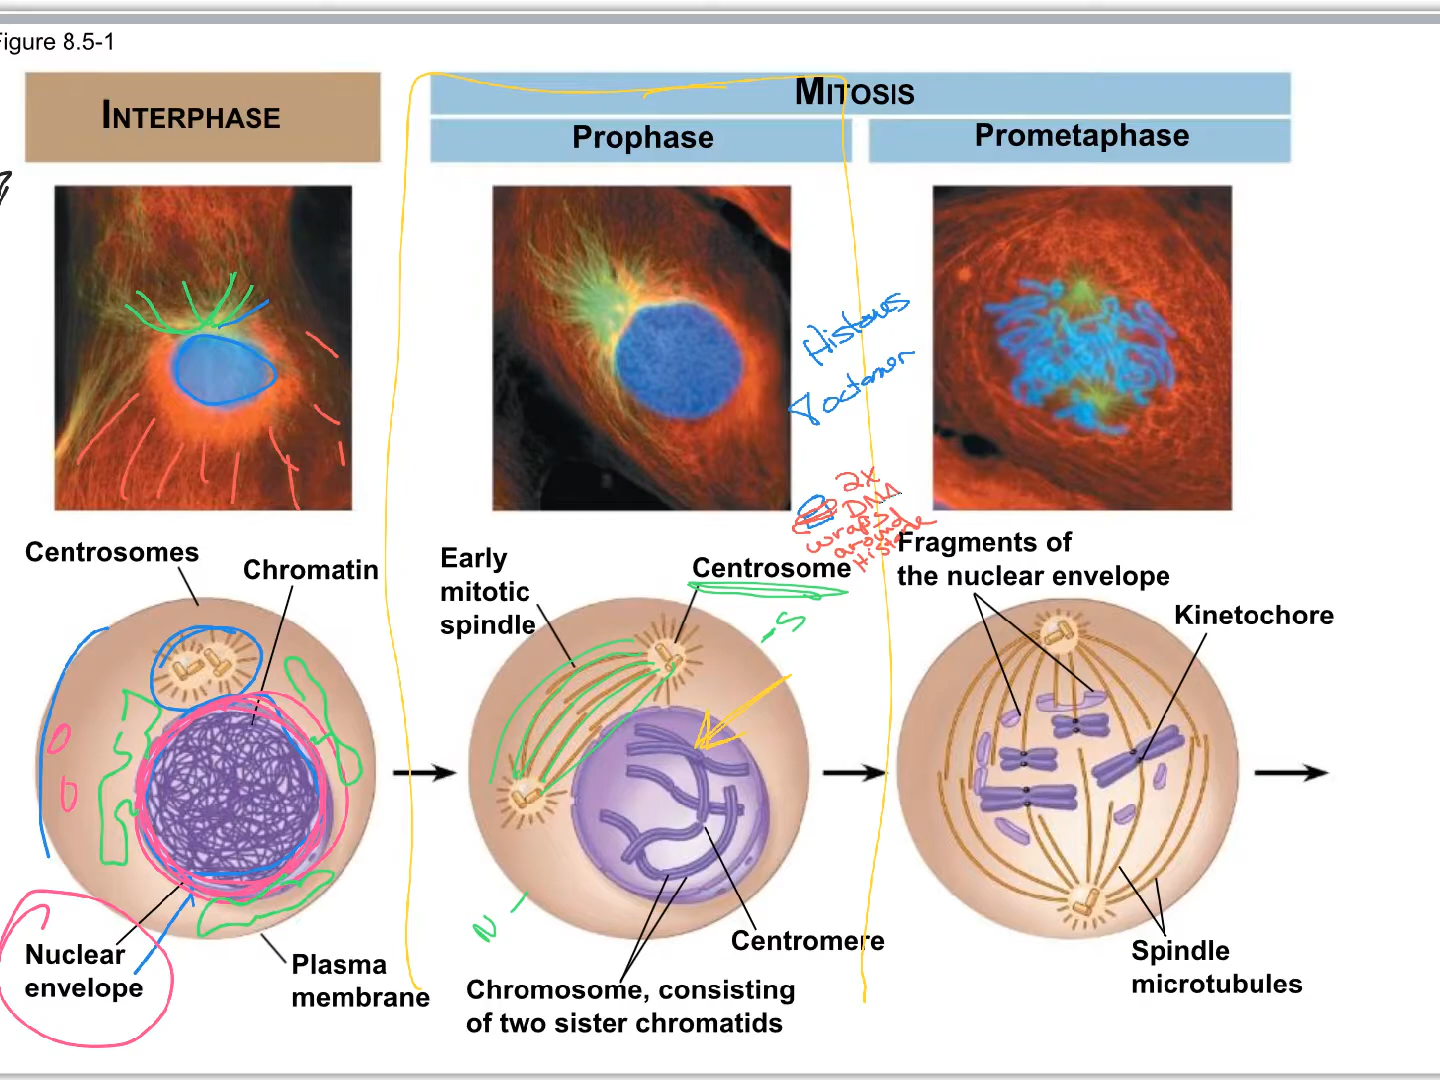 Figure 8.5-1
INTERPHASE
MITOSIS
Prophase
Prometaphase
Histones
8 octomer
2x
DNA
wraps
around
Histone
Centrosomes
Chromatin
Early
mitotic
spindle
Centrosome
Fragments of
the nuclear envelope
Kinetochore
S
N
Nuclear
envelope
Plasma
membrane
Centromere
Chromosome, consisting
of two sister chromatids
Spindle
microtubules